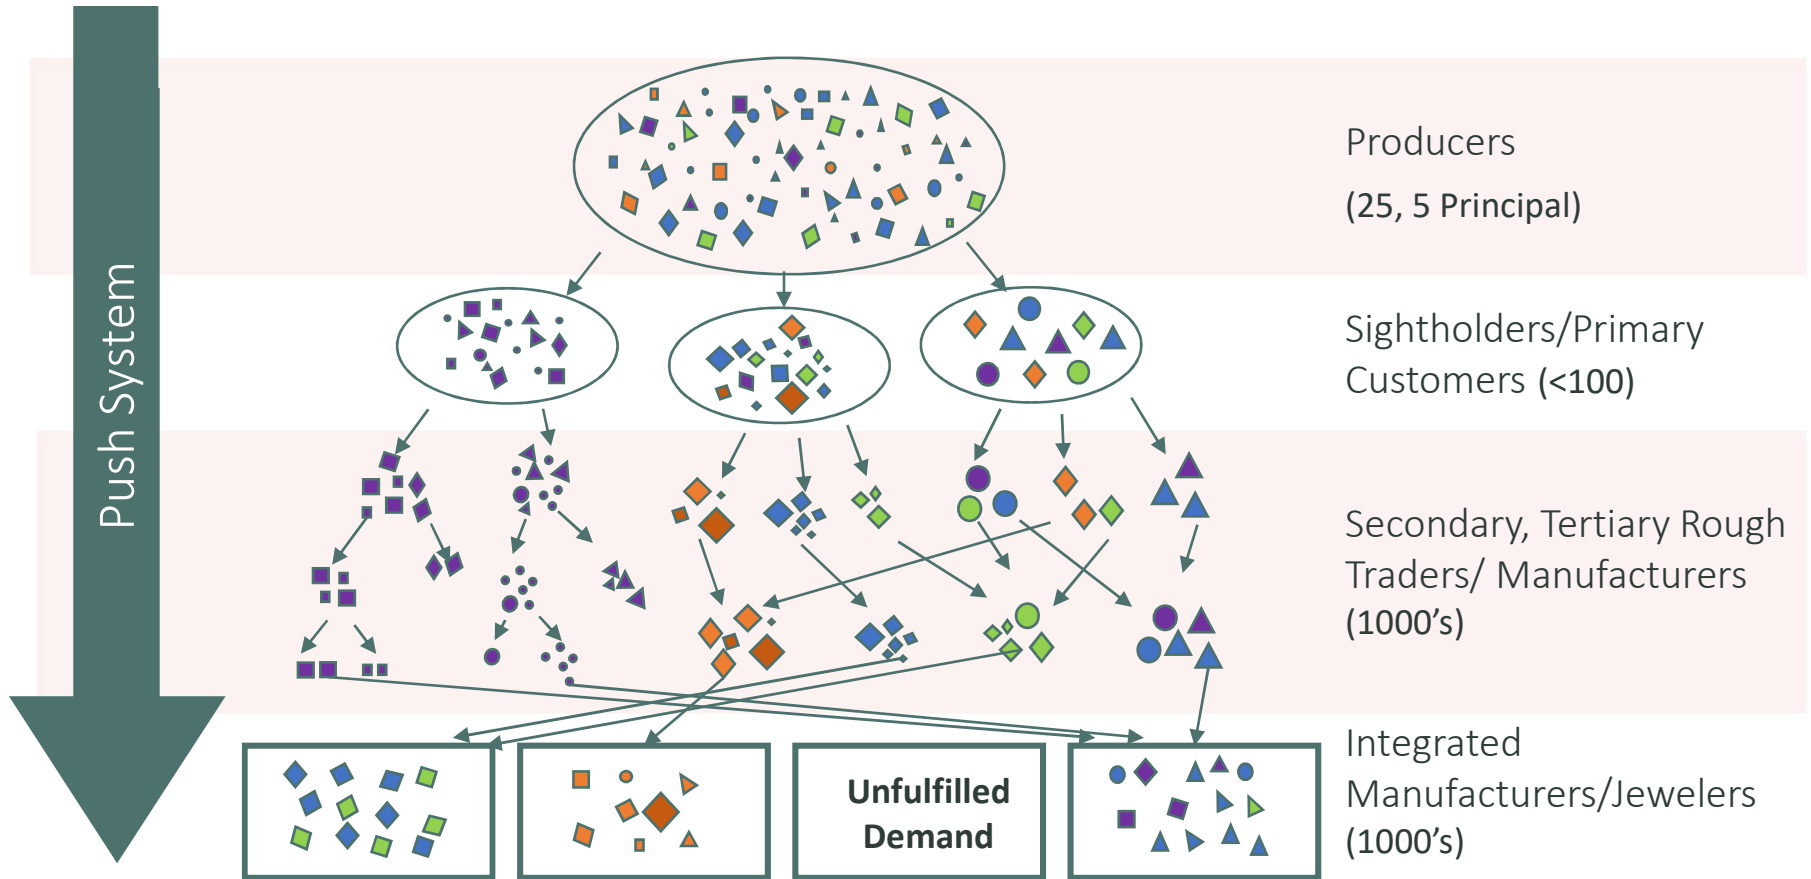 Push System
Producers
(25, 5 Principal)
Sightholders/Primary
Customers (<100)
Secondary, Tertiary Rough
Traders/ Manufacturers
(1000's)
Integrated
Manufacturers/Jewelers
(1000's)
Unfulfilled
Demand